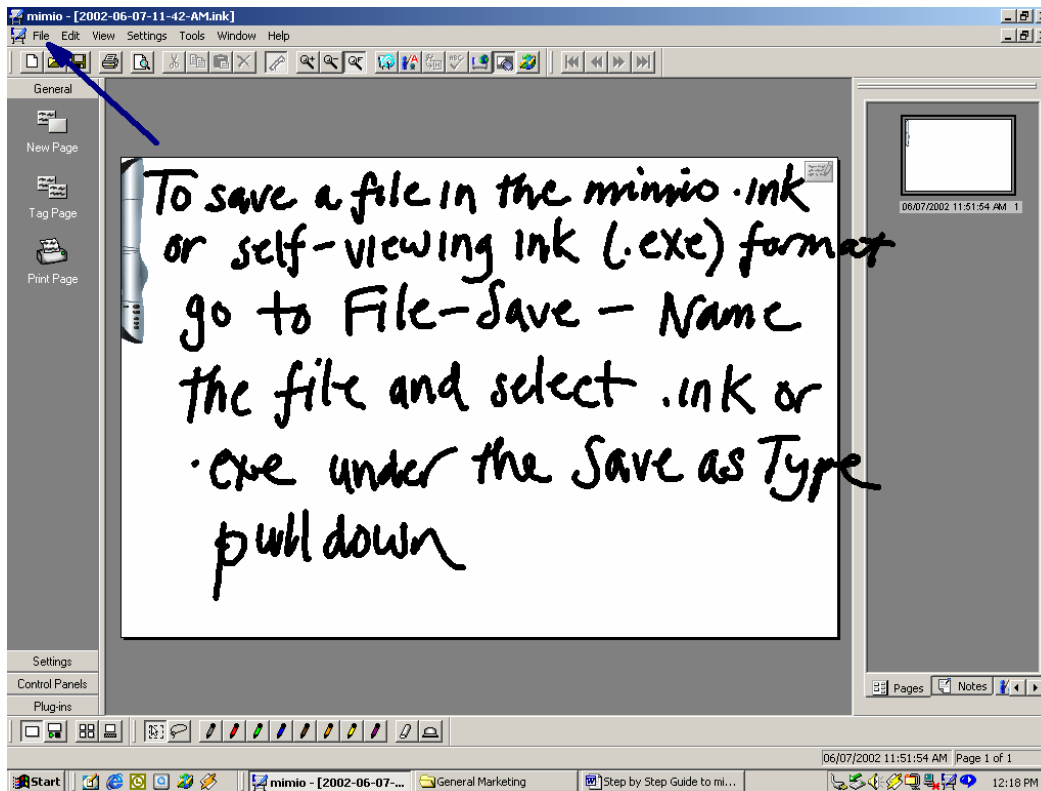 mimio - [2002-06-07-11-42-AM.ink]
File Edit View Settings Tools Window Help
General
New Page
Tag Page
Print Page
To save a file in the mimio .ink
or self-viewing ink (.exe) format
go to File-Save - Name
the file and select .ink or
.exe under the Save as Type
pull down
06/07/2002 11:51:54 AM 1
Settings
Control Panels
Plug-ins
Pages Notes
06/07/2002 11:51:54 AM Page 1 of 1
Start mimio - [2002-06-07-... General Marketing Step by Step Guide to mi... 12:18 PM